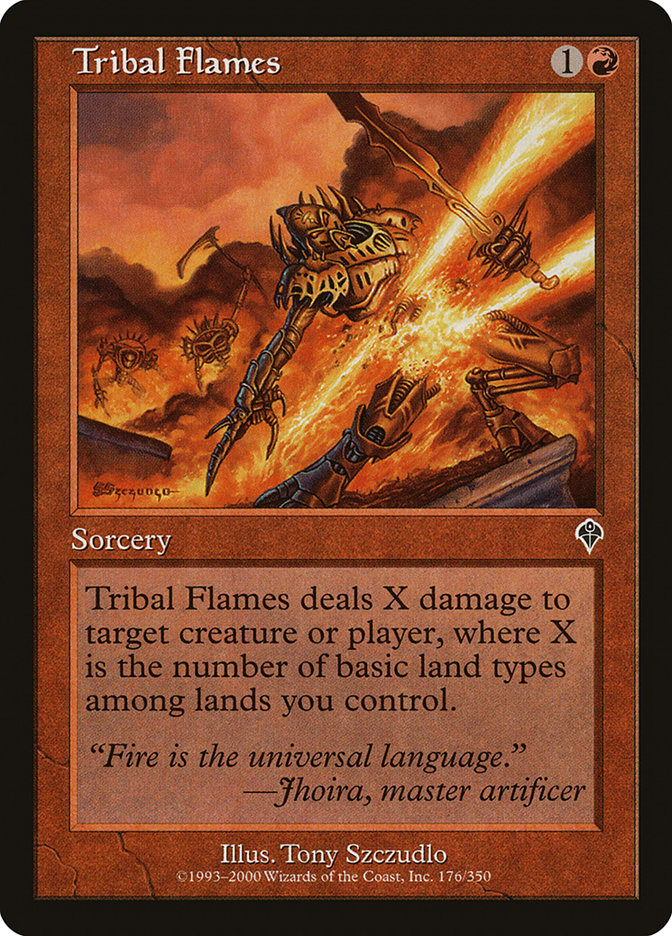 Tribal Flames
1
SSZCZUDLO
Sorcery
Tribal Flames deals X damage to
target creature or player, where X
is the number of basic land types
among lands you control.
“Fire is the universal language.”
—Jhoira, master artificer
Illus. Tony Szczudlo
©1993–2000 Wizards of the Coast, Inc. 176/350